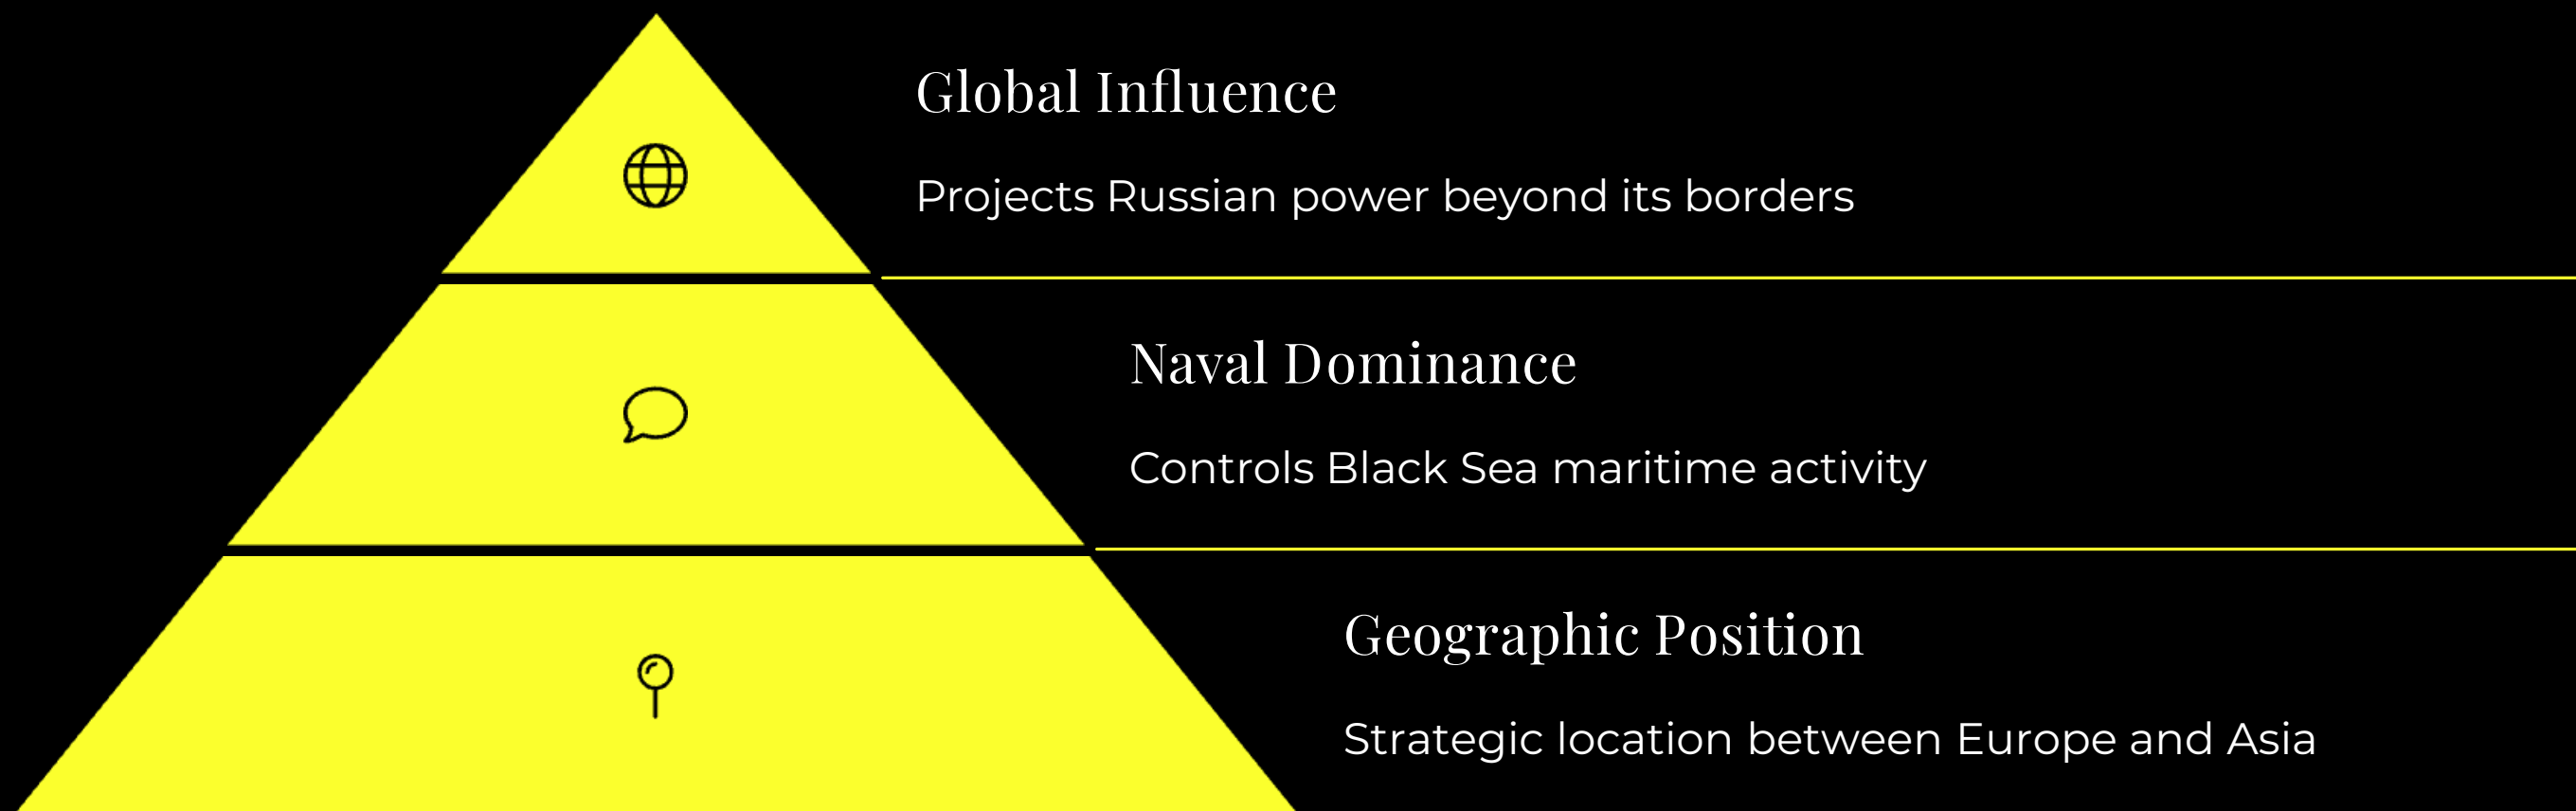 Global Influence
Projects Russian power beyond its borders
Naval Dominance
Controls Black Sea maritime activity
Geographic Position
Strategic location between Europe and Asia